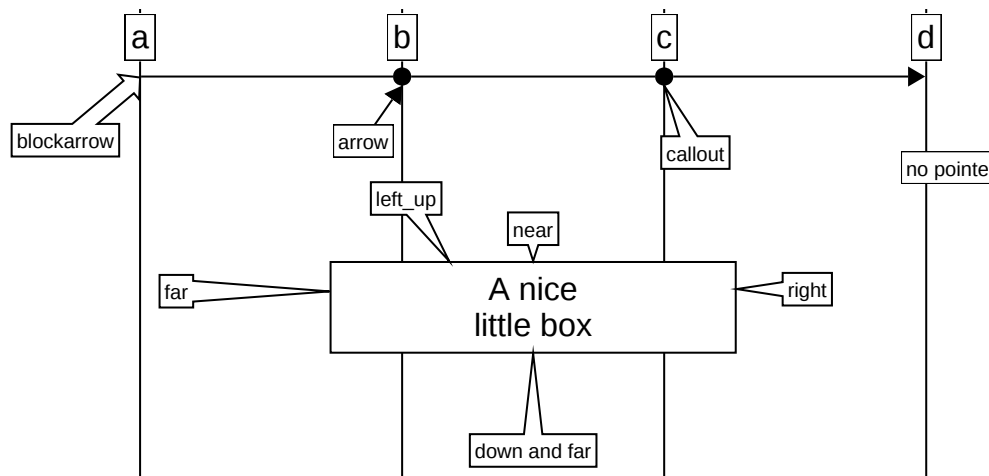 a
b
c
d
blockarrow
arrow
callout
no pointe
left_up
near
far
A nice
little box
right
down and far